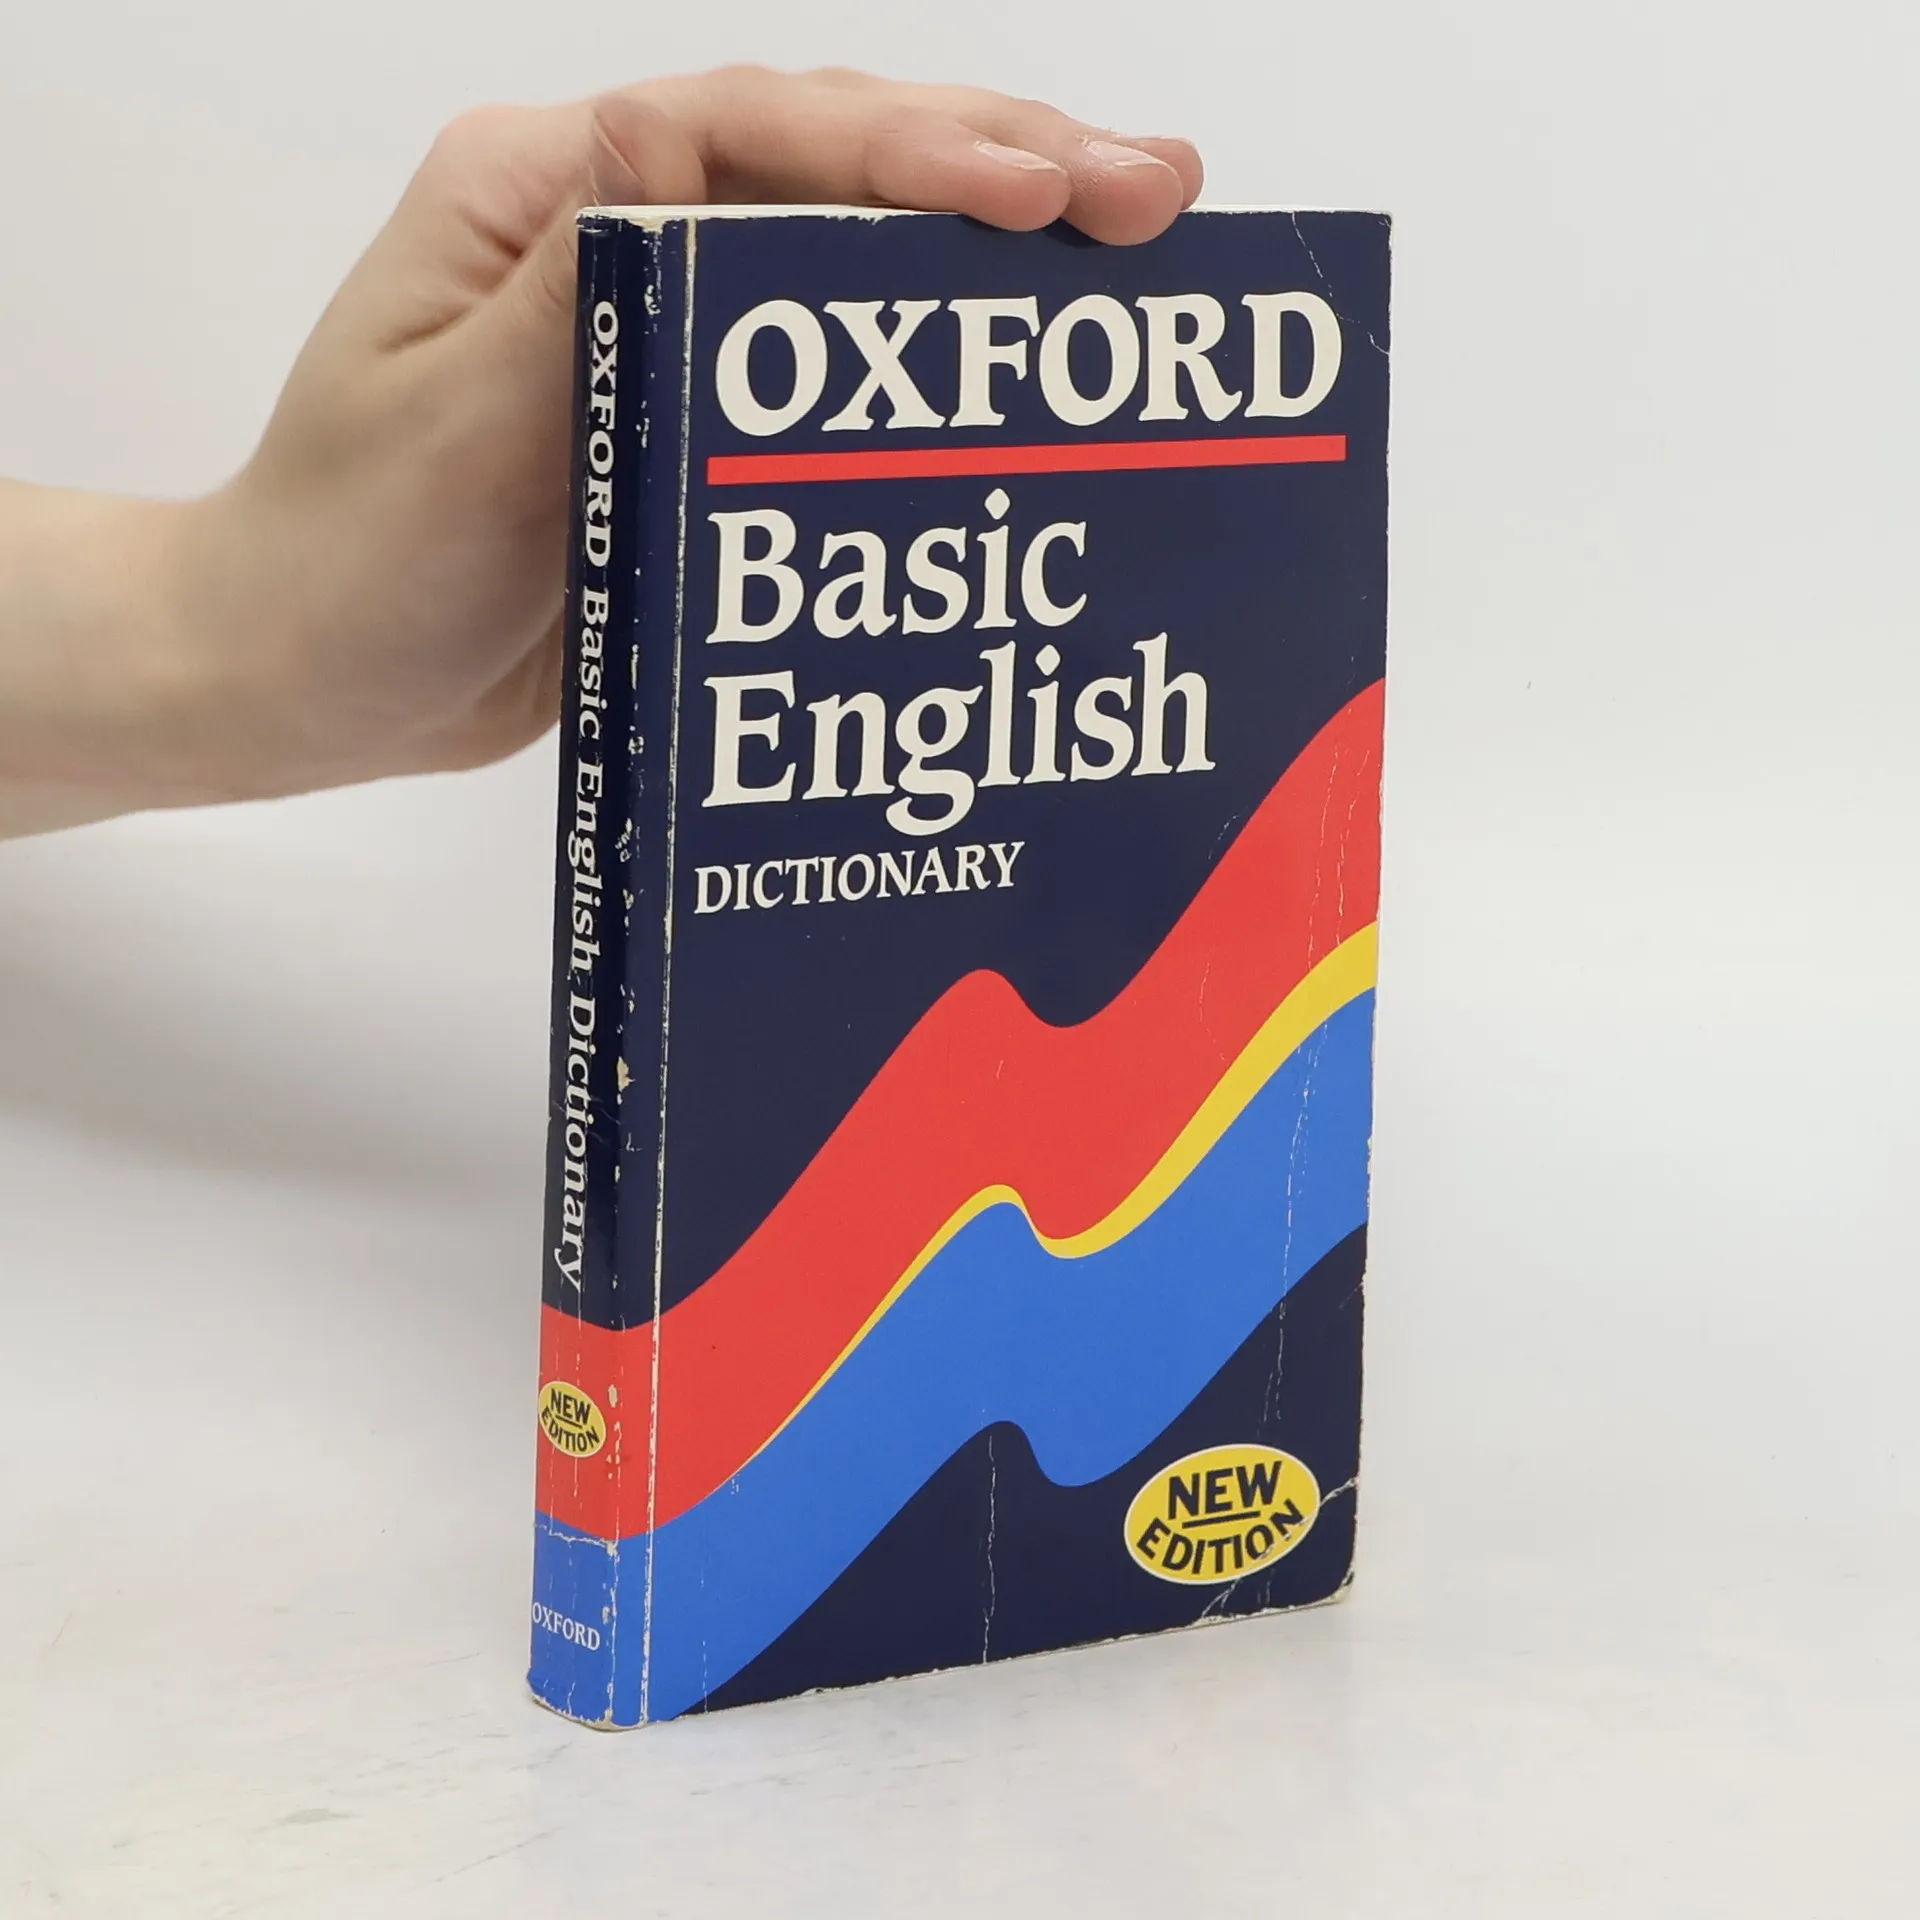 OXFORD
Basic
English
DICTIONARY
NEW
EDITION
OXFORD Basic English Dictionary
NEW
EDITION
OXFORD